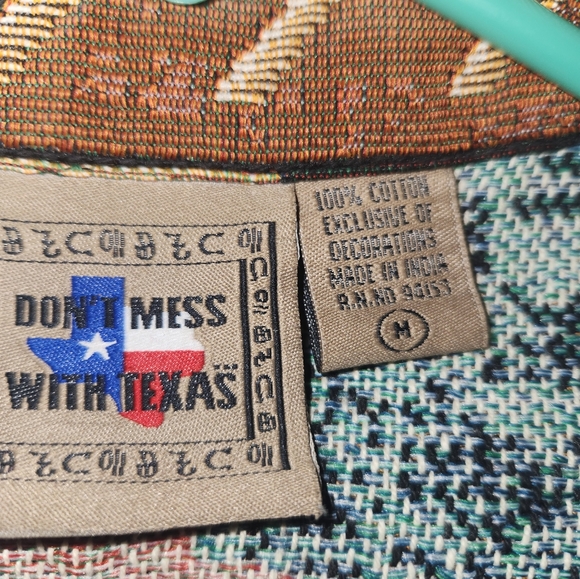 DON'T MESS
WITH TEXAS...
100% COTTON
EXCLUSIVE OF
DECORATIONS
MADE IN INDIA
R.N.NO 94153
M